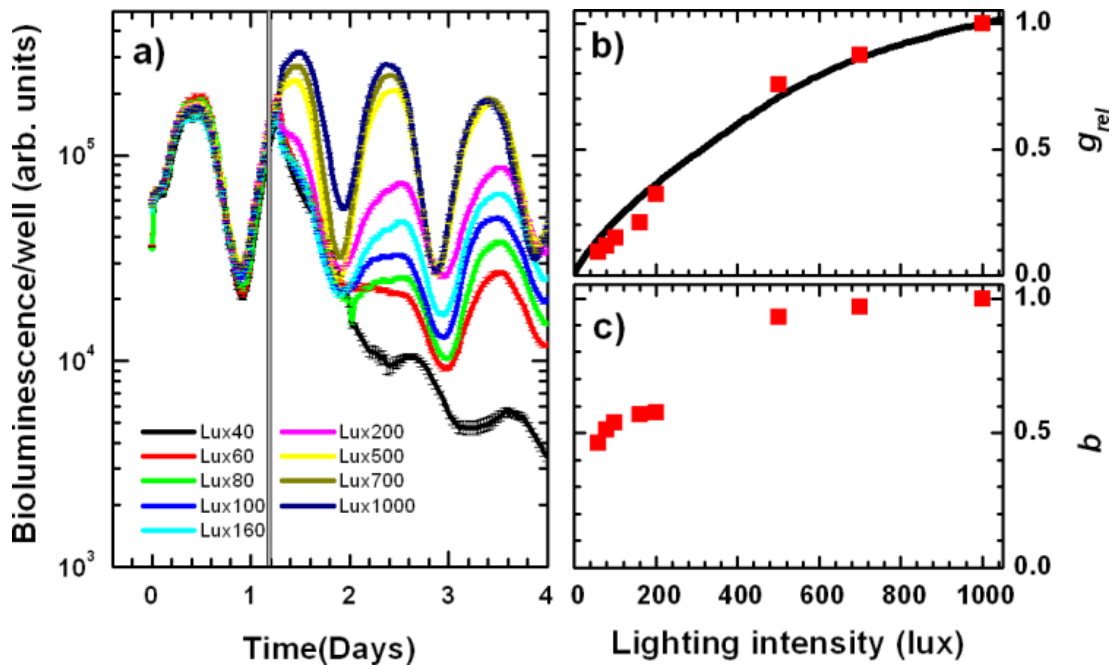 a)
Bioluminescence/well (arb. units)
10^5
10^4
10^3
Lux40
Lux60
Lux80
Lux100
Lux160
Lux200
Lux500
Lux700
Lux1000
0 1 2 3 4
Time(Days)
b)
1.0
0.5
0.0
g_rel
c)
1.0
0.5
0.0
b
0 200 400 600 800 1000
Lighting intensity (lux)